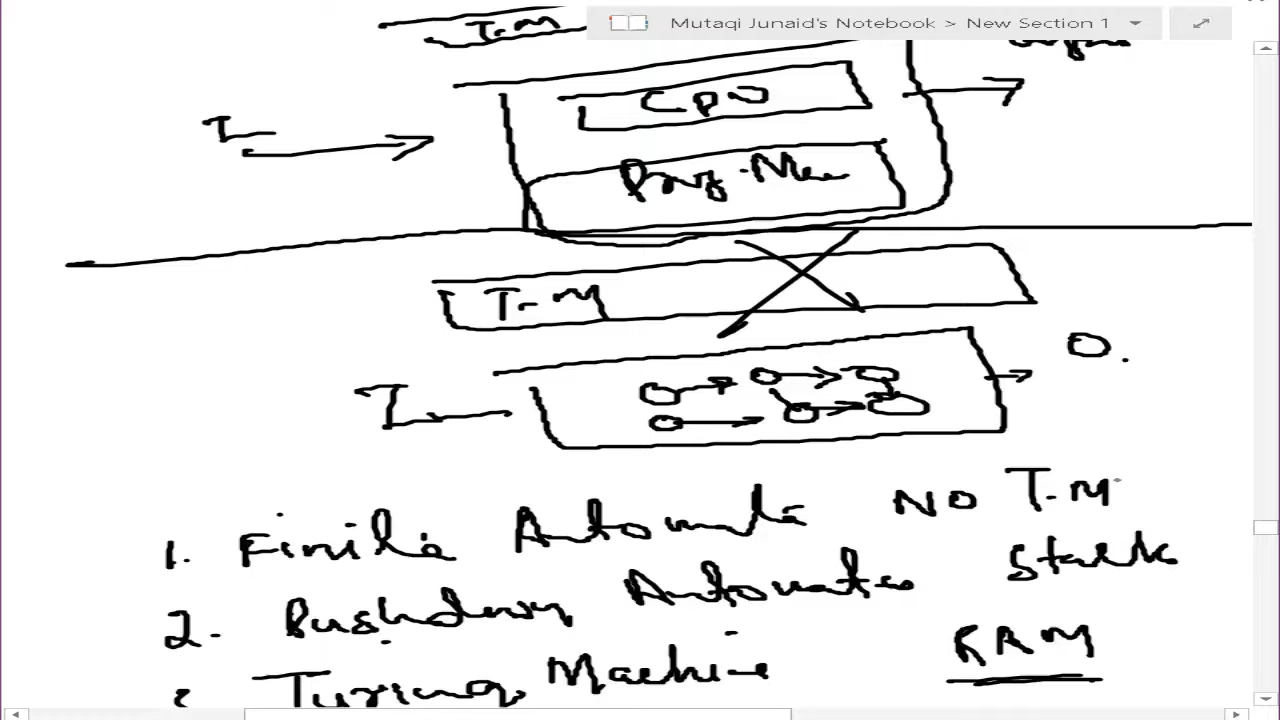 T-M
Mutaqi Junaid's Notebook > New Section 1
CPU
I
Prog. Mem
T-M
O.
I
1. Finite Automata NO T-M
2. Pushdown Automata Stack
Turing Machine RAM